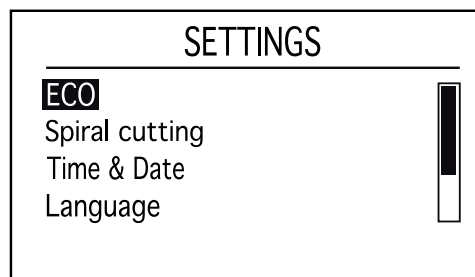 SETTINGS
ECO
Spiral cutting
Time & Date
Language